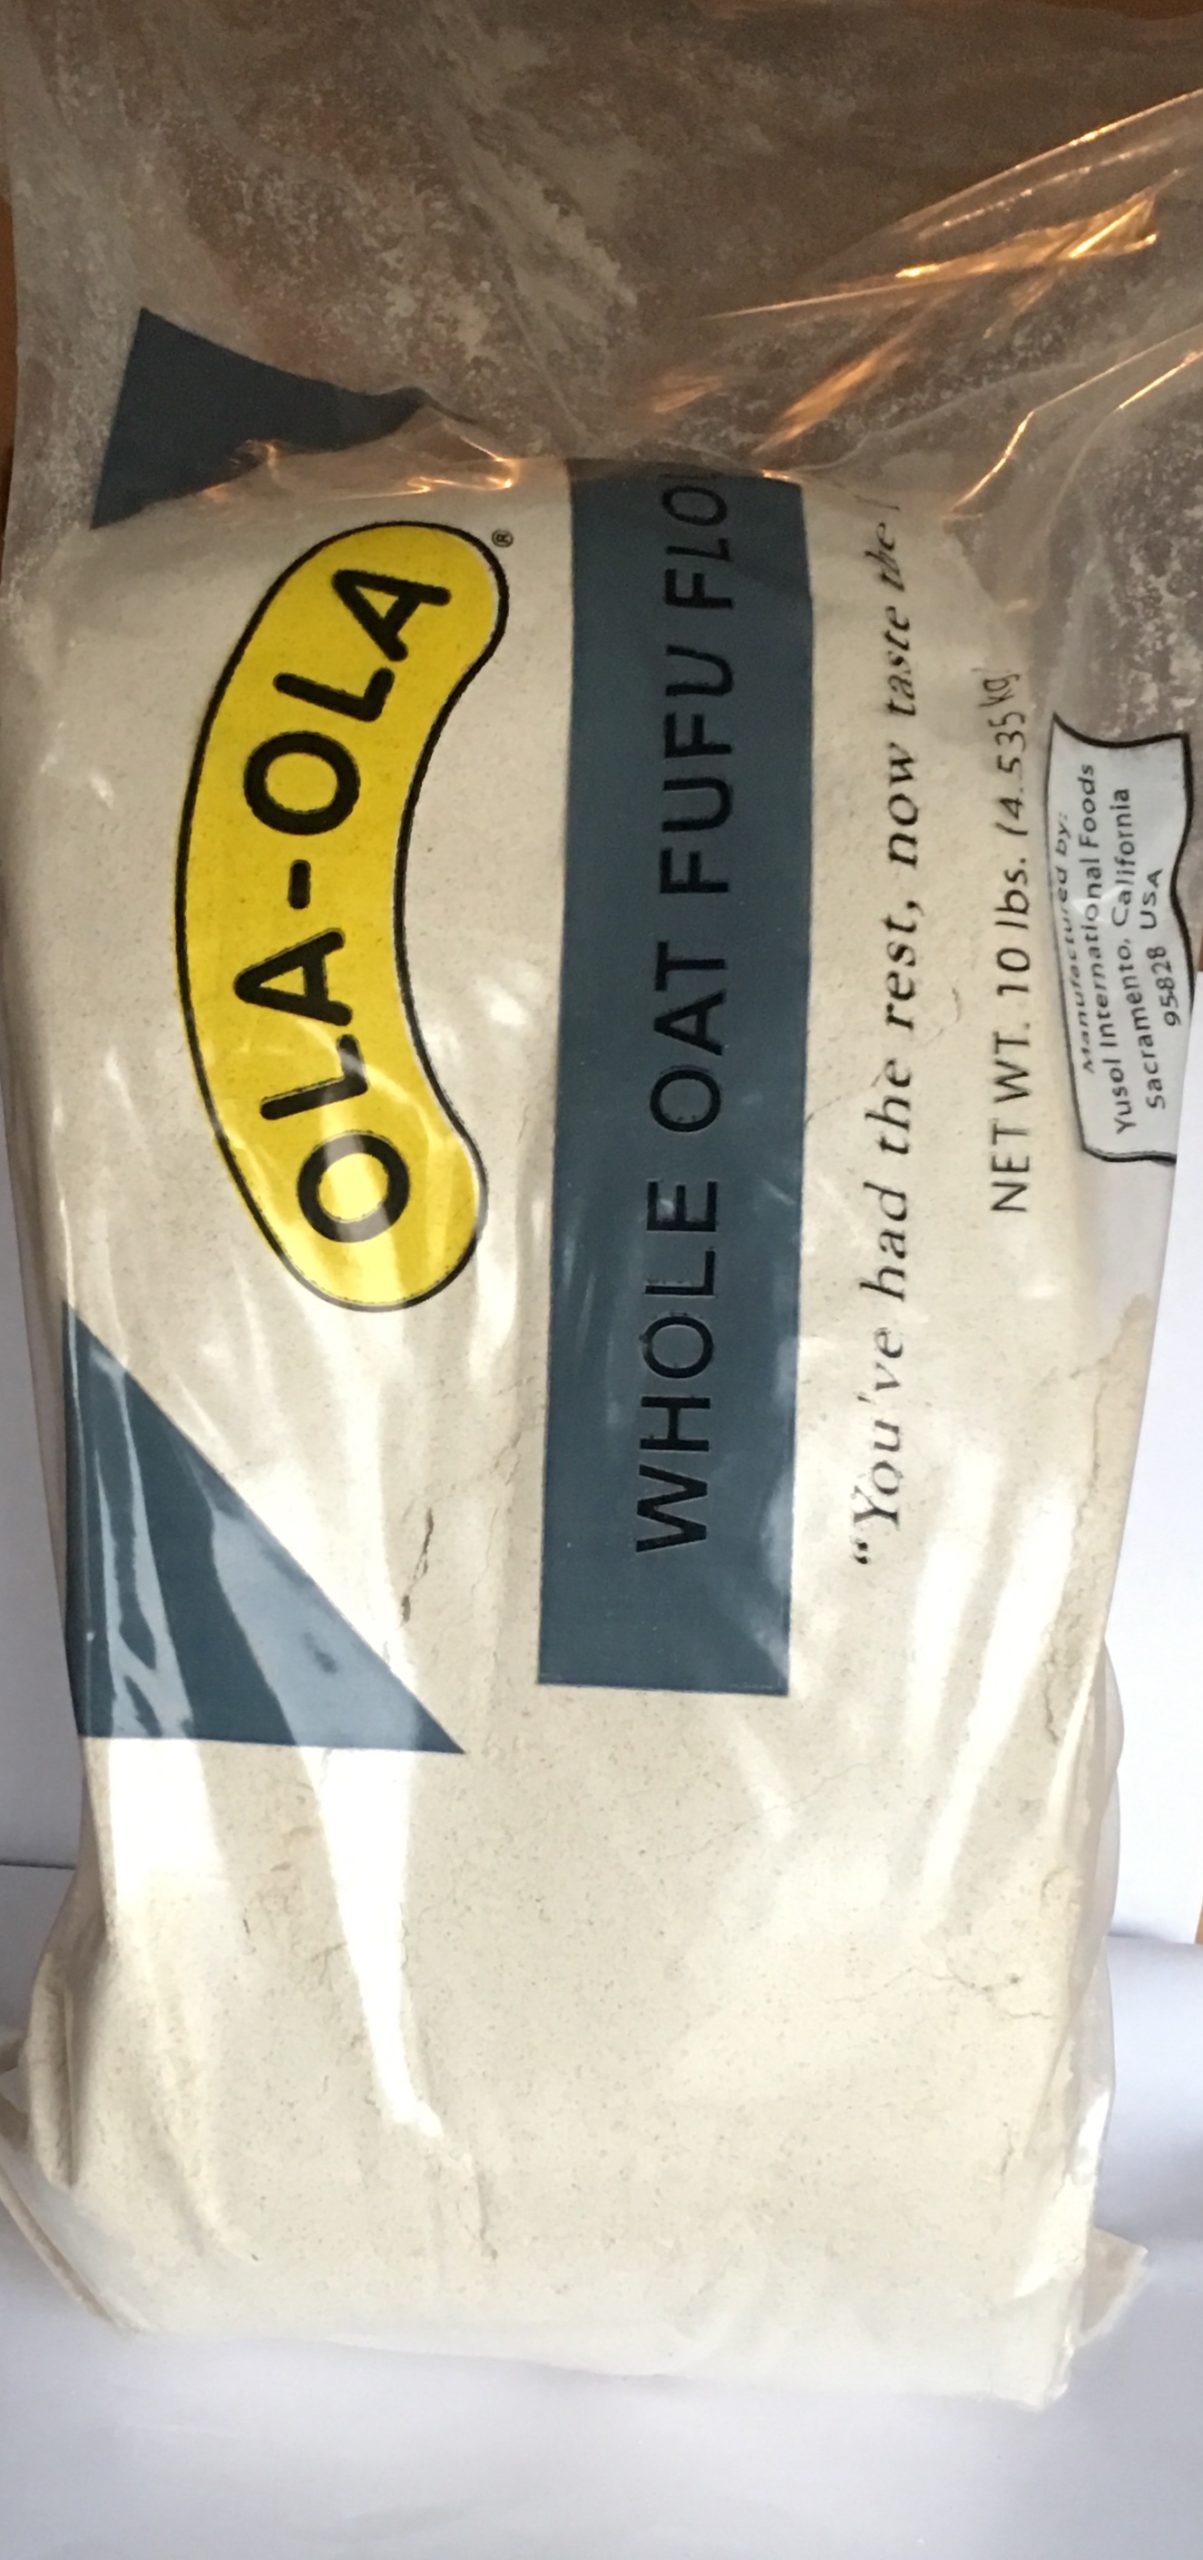 OLA-OLA®
WHOLE OAT FUFU FLO
"You've had the rest, now taste the
NET WT. 10 lbs. (4.535 kg)
Manufactured by:
Yusol International Foods
Sacramento, California
95828 USA